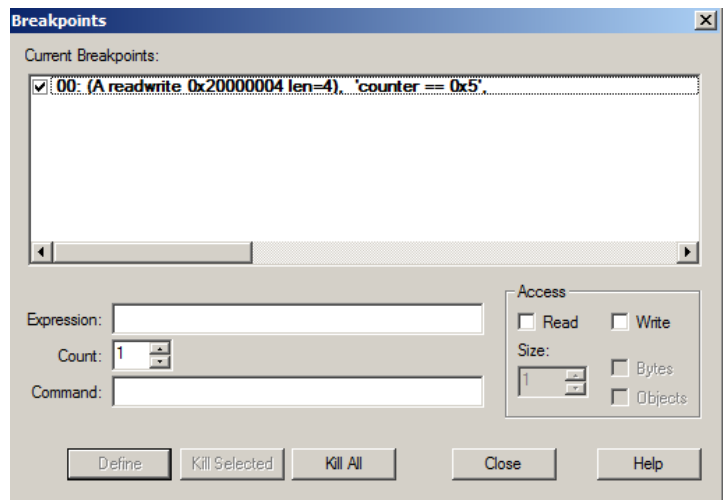 Breakpoints
Current Breakpoints:
00: (A readwrite 0x20000004 len=4), 'counter == 0x5',
Expression:
Count: 1
Command:
Access
Read Write
Size:
1
Bytes
Objects
Define Kill Selected Kill All Close Help